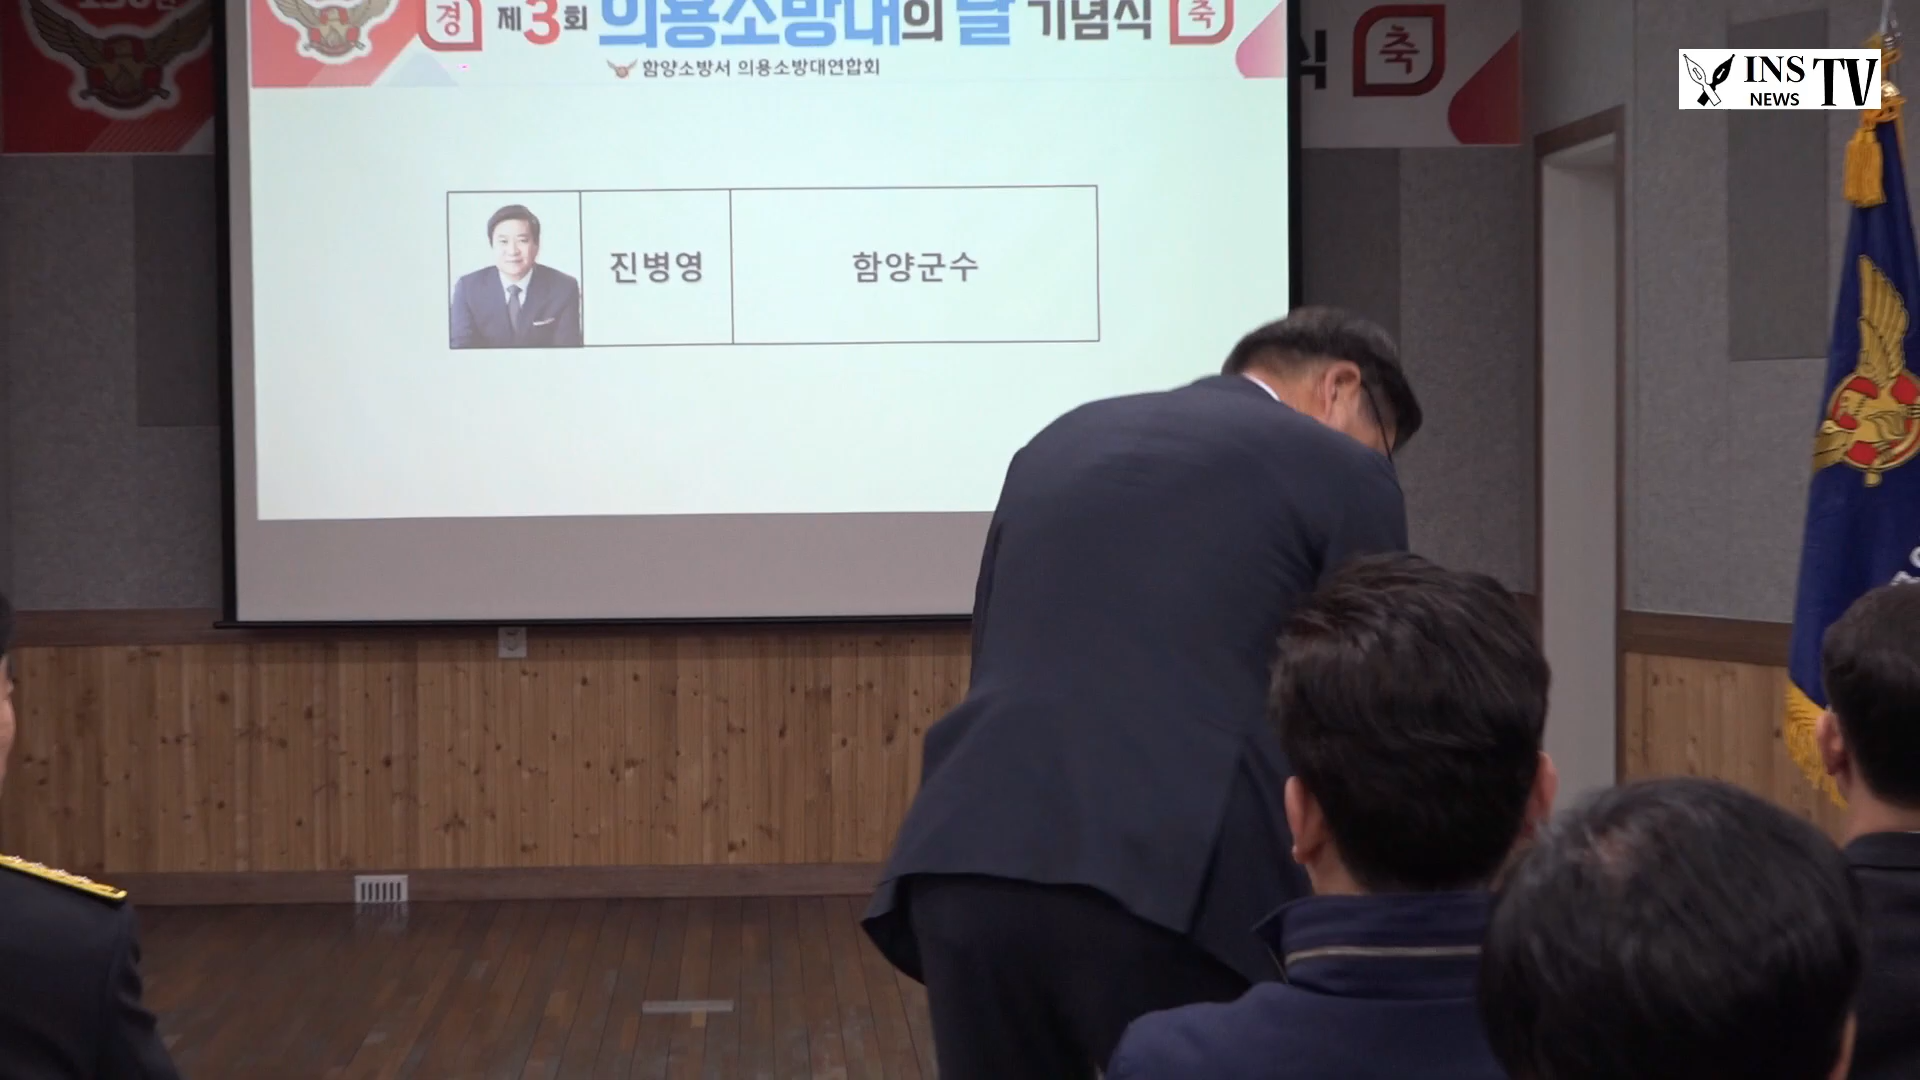 경 제3회 의용소방대의 날 기념식 축
함양소방서 의용소방대연합회
식 축
INS TV
NEWS
진병영 함양군수